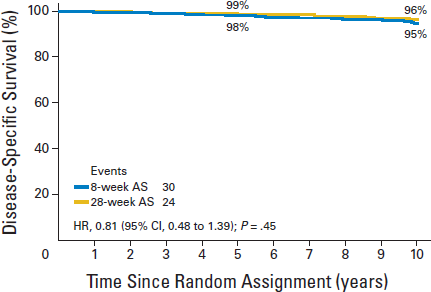 Disease-Specific Survival (%)
100
80
60
40
20
0
99%
98%
96%
95%
Events
8-week AS 30
28-week AS 24
HR, 0.81 (95% CI, 0.48 to 1.39); P = .45
1 2 3 4 5 6 7 8 9 10
Time Since Random Assignment (years)